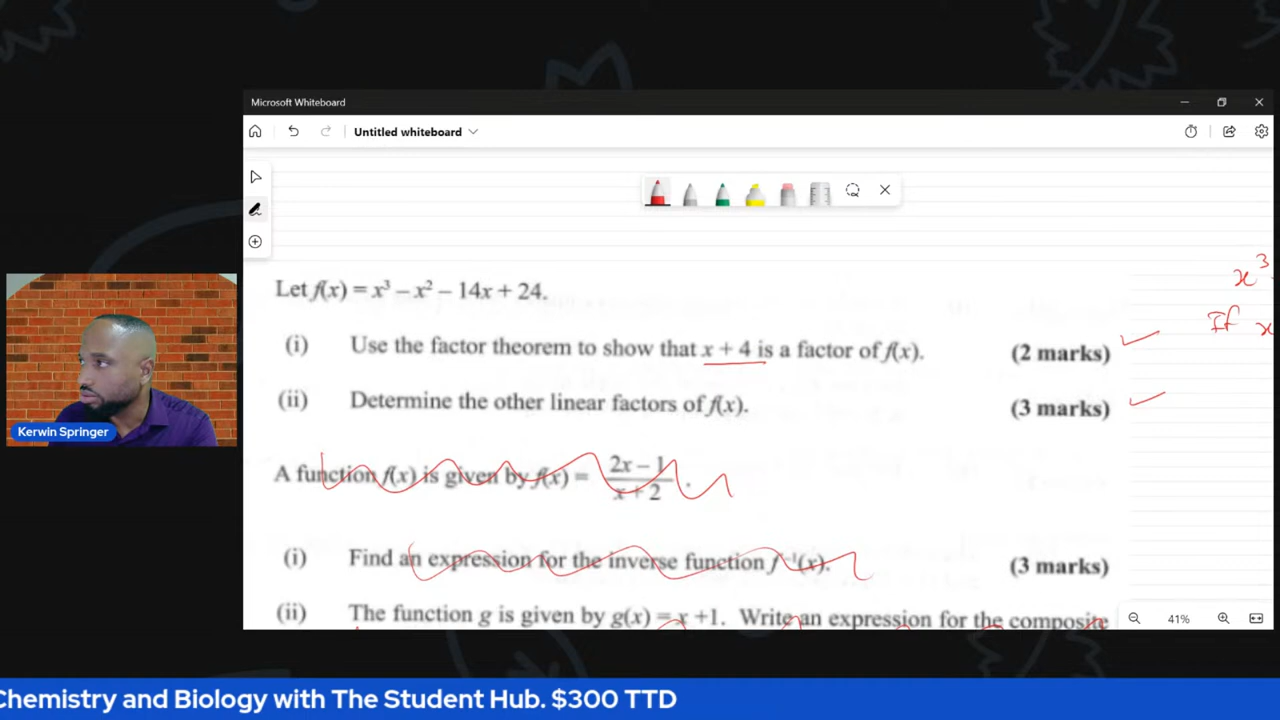 Microsoft Whiteboard
Untitled whiteboard
Let f(x) = x³ – x² – 14x + 24.
(i) Use the factor theorem to show that x + 4 is a factor of f(x). (2 marks)
(ii) Determine the other linear factors of f(x). (3 marks)
A function f(x) is given by f(x) = (2x – 1)/(x + 2).
(i) Find an expression for the inverse function f⁻¹(x). (3 marks)
(ii) The function g is given by g(x) = x +1. Write an expression for the composite
x³
If x
Kerwin Springer
41%
Chemistry and Biology with The Student Hub. $300 TTD